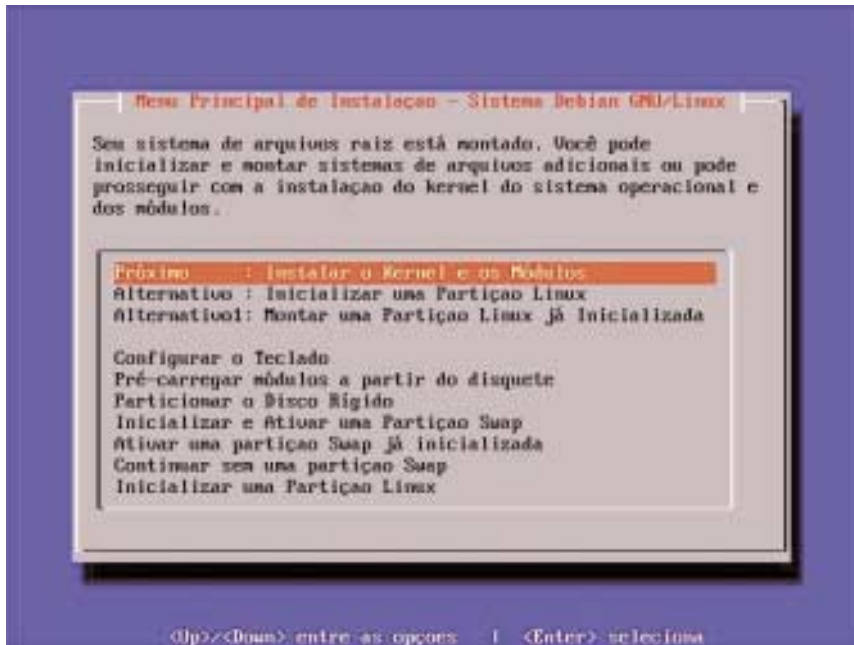 Menu Principal de Instalaçao - Sistema Debian GNU/Linux
Seu sistema de arquivos raiz está montado. Você pode
inicializar e montar sistemas de arquivos adicionais ou pode
prosseguir com a instalaçao do kernel do sistema operacional e
dos módulos.
Próximo : Instalar o Kernel e os Módulos
Alternativo : Inicializar uma Partiçao Linux
Alternativo1: Montar uma Partiçao Linux já Inicializada
Configurar o Teclado
Pré-carregar módulos a partir do disquete
Particionar o Disco Rígido
Inicializar e Ativar uma Partiçao Swap
Ativar uma partiçao Swap já inicializada
Continuar sem uma partiçao Swap
Inicializar uma Partiçao Linux
<Up>/<Down> entre as opçoes | <Enter> seleciona